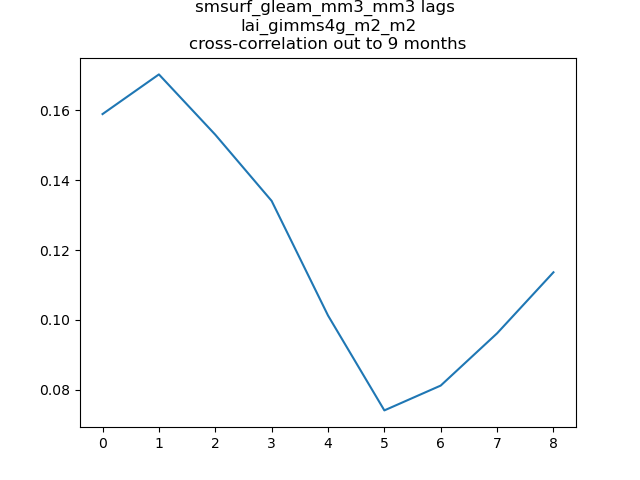 smsurf_gleam_mm3_mm3 lags
lai_gimms4g_m2_m2
cross-correlation out to 9 months
0.16
0.14
0.12
0.10
0.08
0 1 2 3 4 5 6 7 8